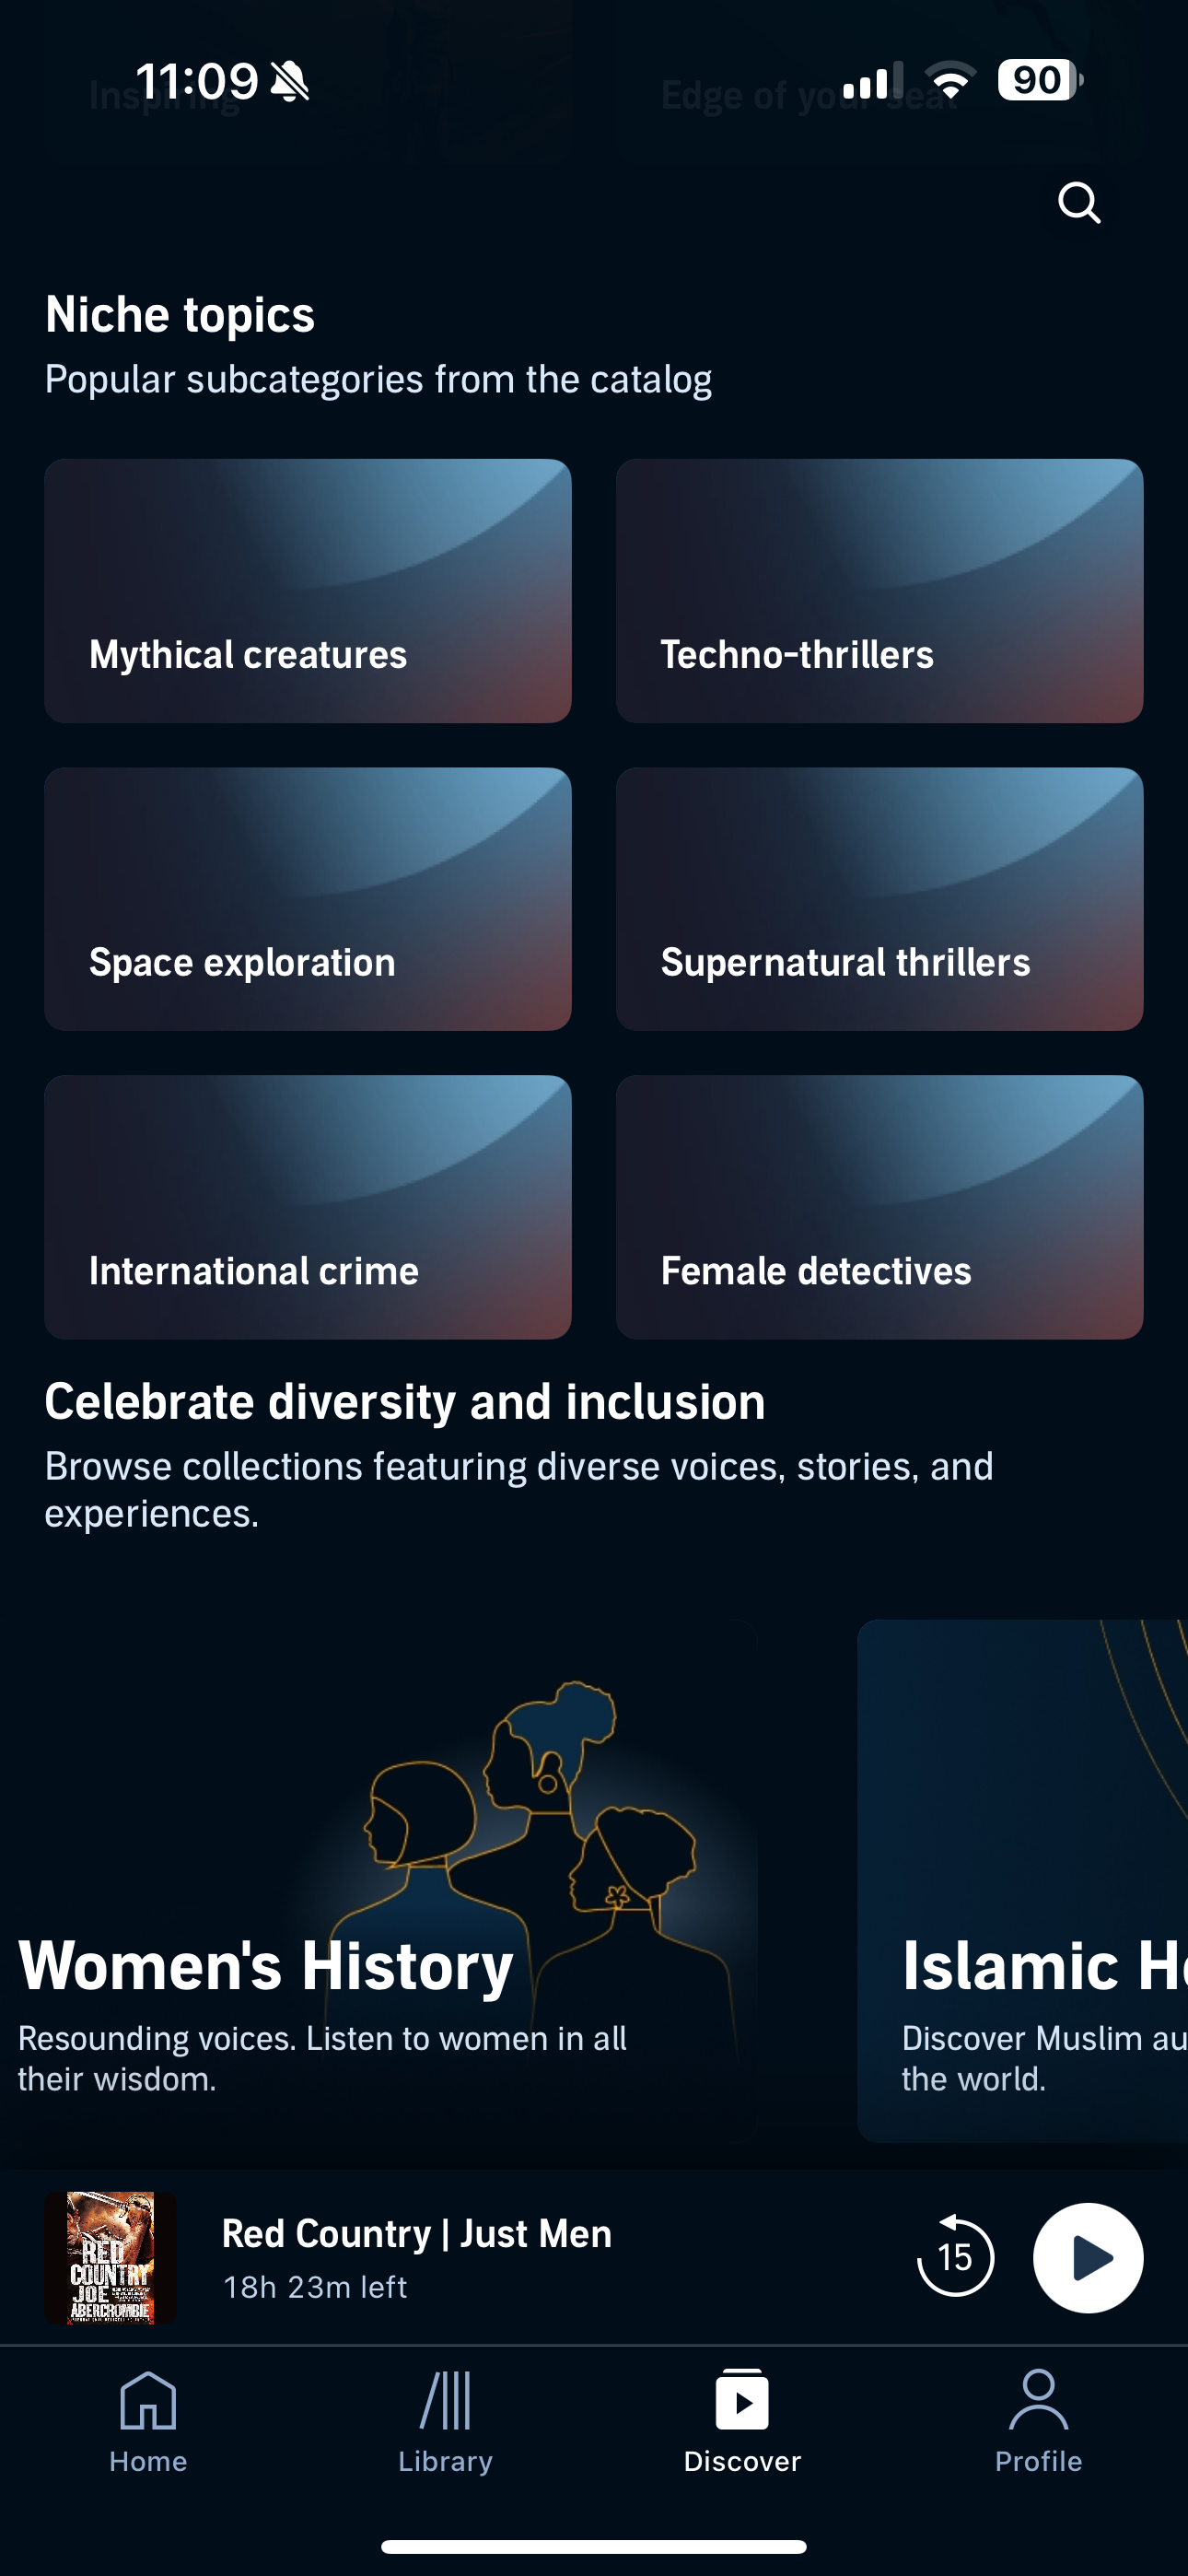 11:09
90
Inspiring
Edge of your seat
Niche topics
Popular subcategories from the catalog
Mythical creatures
Techno-thrillers
Space exploration
Supernatural thrillers
International crime
Female detectives
Celebrate diversity and inclusion
Browse collections featuring diverse voices, stories, and
experiences.
Women's History
Resounding voices. Listen to women in all
their wisdom.
Islamic He
Discover Muslim au
the world.
RED
COUNTRY
JOE
ABERCROMBIE
Red Country | Just Men
18h 23m left
15
Home
Library
Discover
Profile